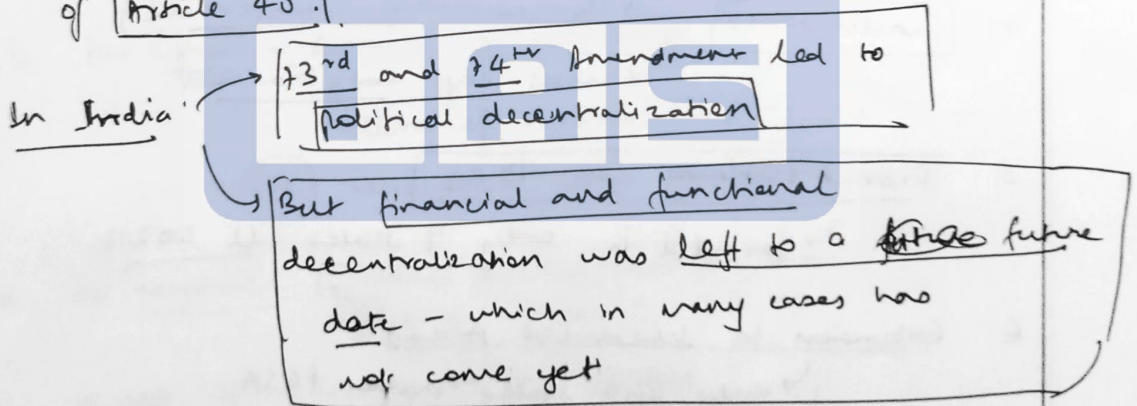 of Article 40.
IAS
73rd and 74th Amendment led to
In India
political decentralization
But financial and functional
decentralization was left to a future
date - which in many cases has
not come yet